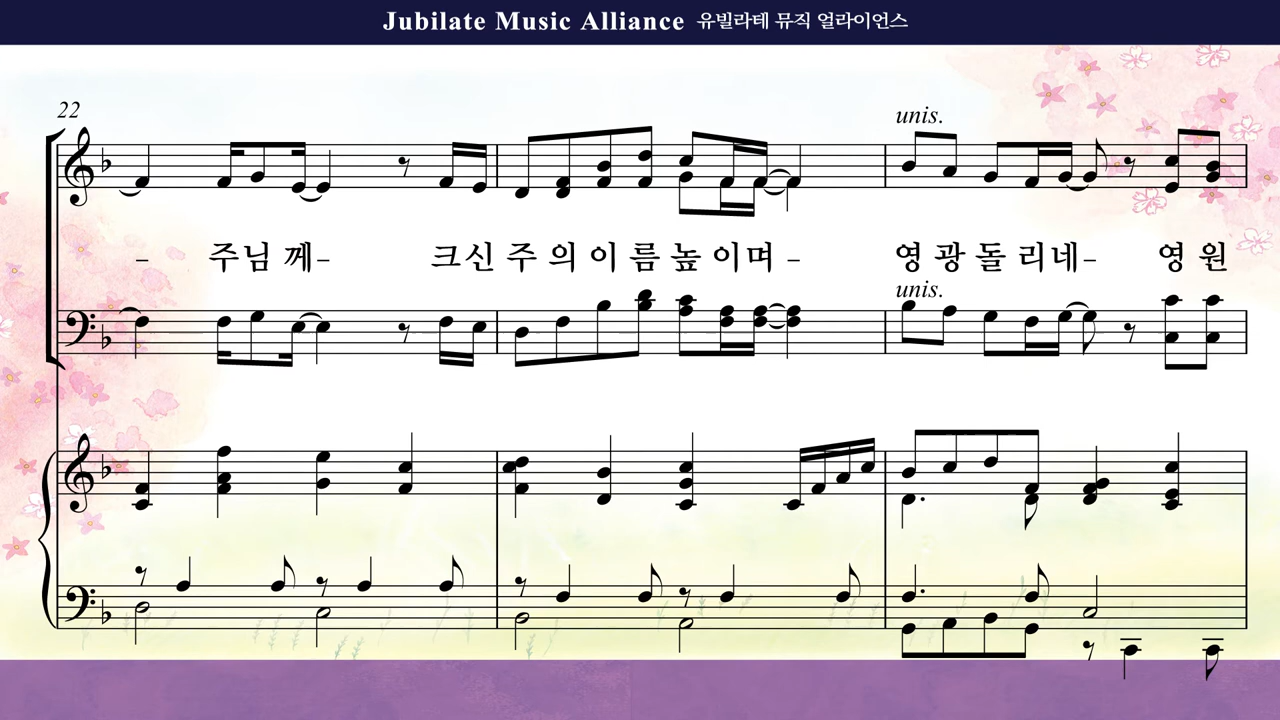 Jubilate Music Alliance 유빌라테 뮤직 얼라이언스
22
unis.
- 주님 께- 크신 주 의 이 름 높 이며 - 영 광 돌 리네- 영 원
unis.